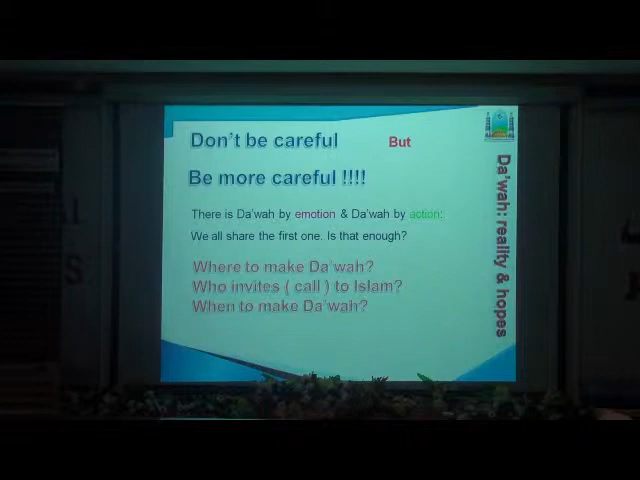 Don't be careful But
Be more careful !!!!
There is Da'wah by emotion & Da'wah by action:
We all share the first one. Is that enough?
Where to make Da'wah?
Who invites ( call ) to Islam?
When to make Da'wah?
Da'wah: reality & hopes